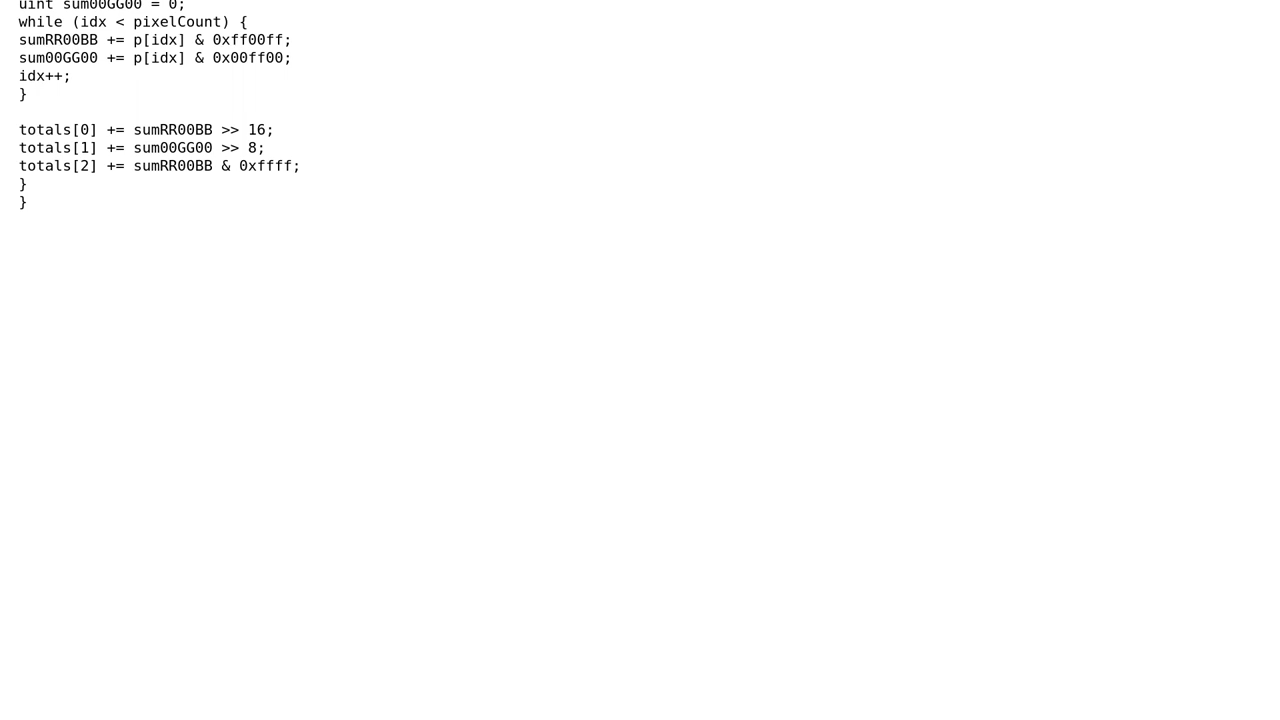 uint sum00GG00 = 0;
while (idx < pixelCount) {
sumRR00BB += p[idx] & 0xff00ff;
sum00GG00 += p[idx] & 0x00ff00;
idx++;
}

totals[0] += sumRR00BB >> 16;
totals[1] += sum00GG00 >> 8;
totals[2] += sumRR00BB & 0xffff;
}
}